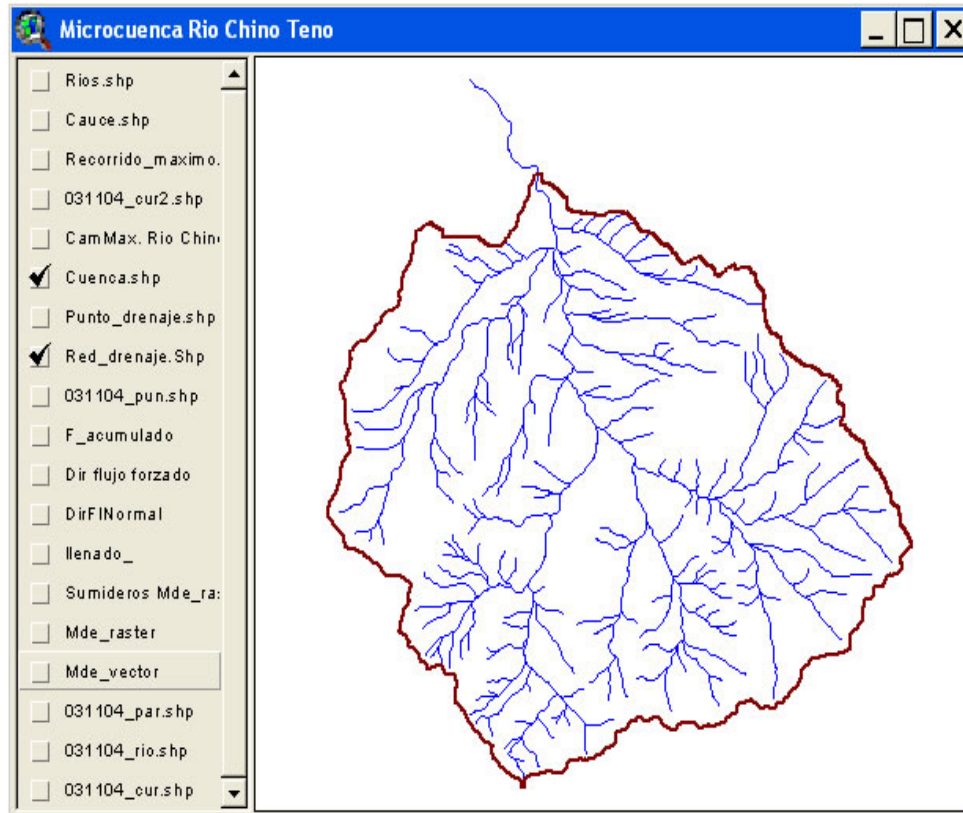 Microcuenca Rio Chino Teno
Rios.shp
Cauce.shp
Recorrido_maximo.
031104_cur2.shp
CamMax. Rio Chin
Cuenca.shp
Punto_drenaje.shp
Red_drenaje.Shp
031104_pun.shp
F_acumulado
Dir flujo forzado
DirFlNormal
llenado_
Sumideros Mde_ra:
Mde_raster
Mde_vector
031104_par.shp
031104_rio.shp
031104_cur.shp